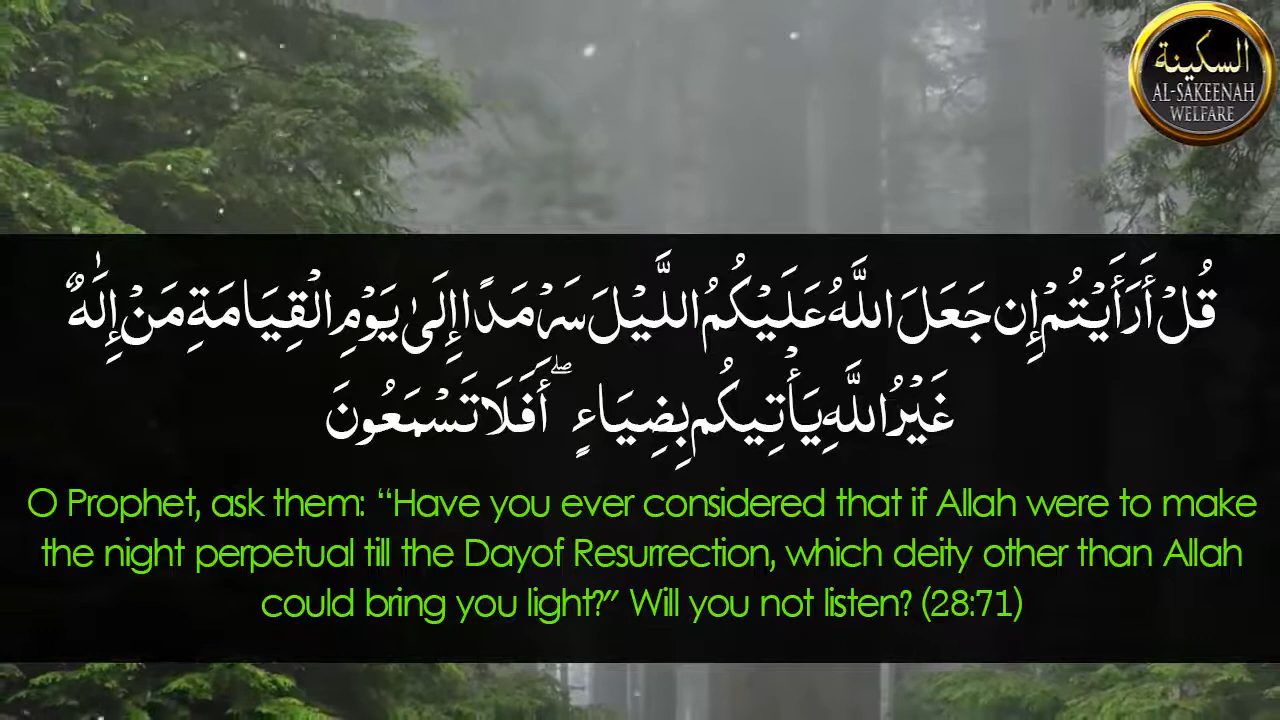 السكينة
AL-SAKEENAH
WELFARE
قُلْ أَرَأَيْتُمْ إِن جَعَلَ اللَّهُ عَلَيْكُمُ اللَّيْلَ سَرْمَدًا إِلَىٰ يَوْمِ الْقِيَامَةِ مَنْ إِلَٰهٌ
غَيْرُ اللَّهِ يَأْتِيكُم بِضِيَاءٍ ۖ أَفَلَا تَسْمَعُونَ
O Prophet, ask them: “Have you ever considered that if Allah were to make
the night perpetual till the Dayof Resurrection, which deity other than Allah
could bring you light?” Will you not listen? (28:71)